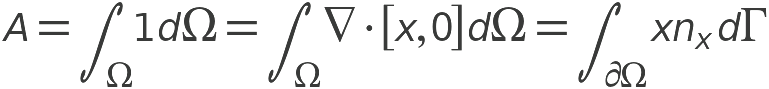 A = ∫_Ω 1dΩ = ∫_Ω ∇ · [x, 0]dΩ = ∫_∂Ω xn_x dΓ